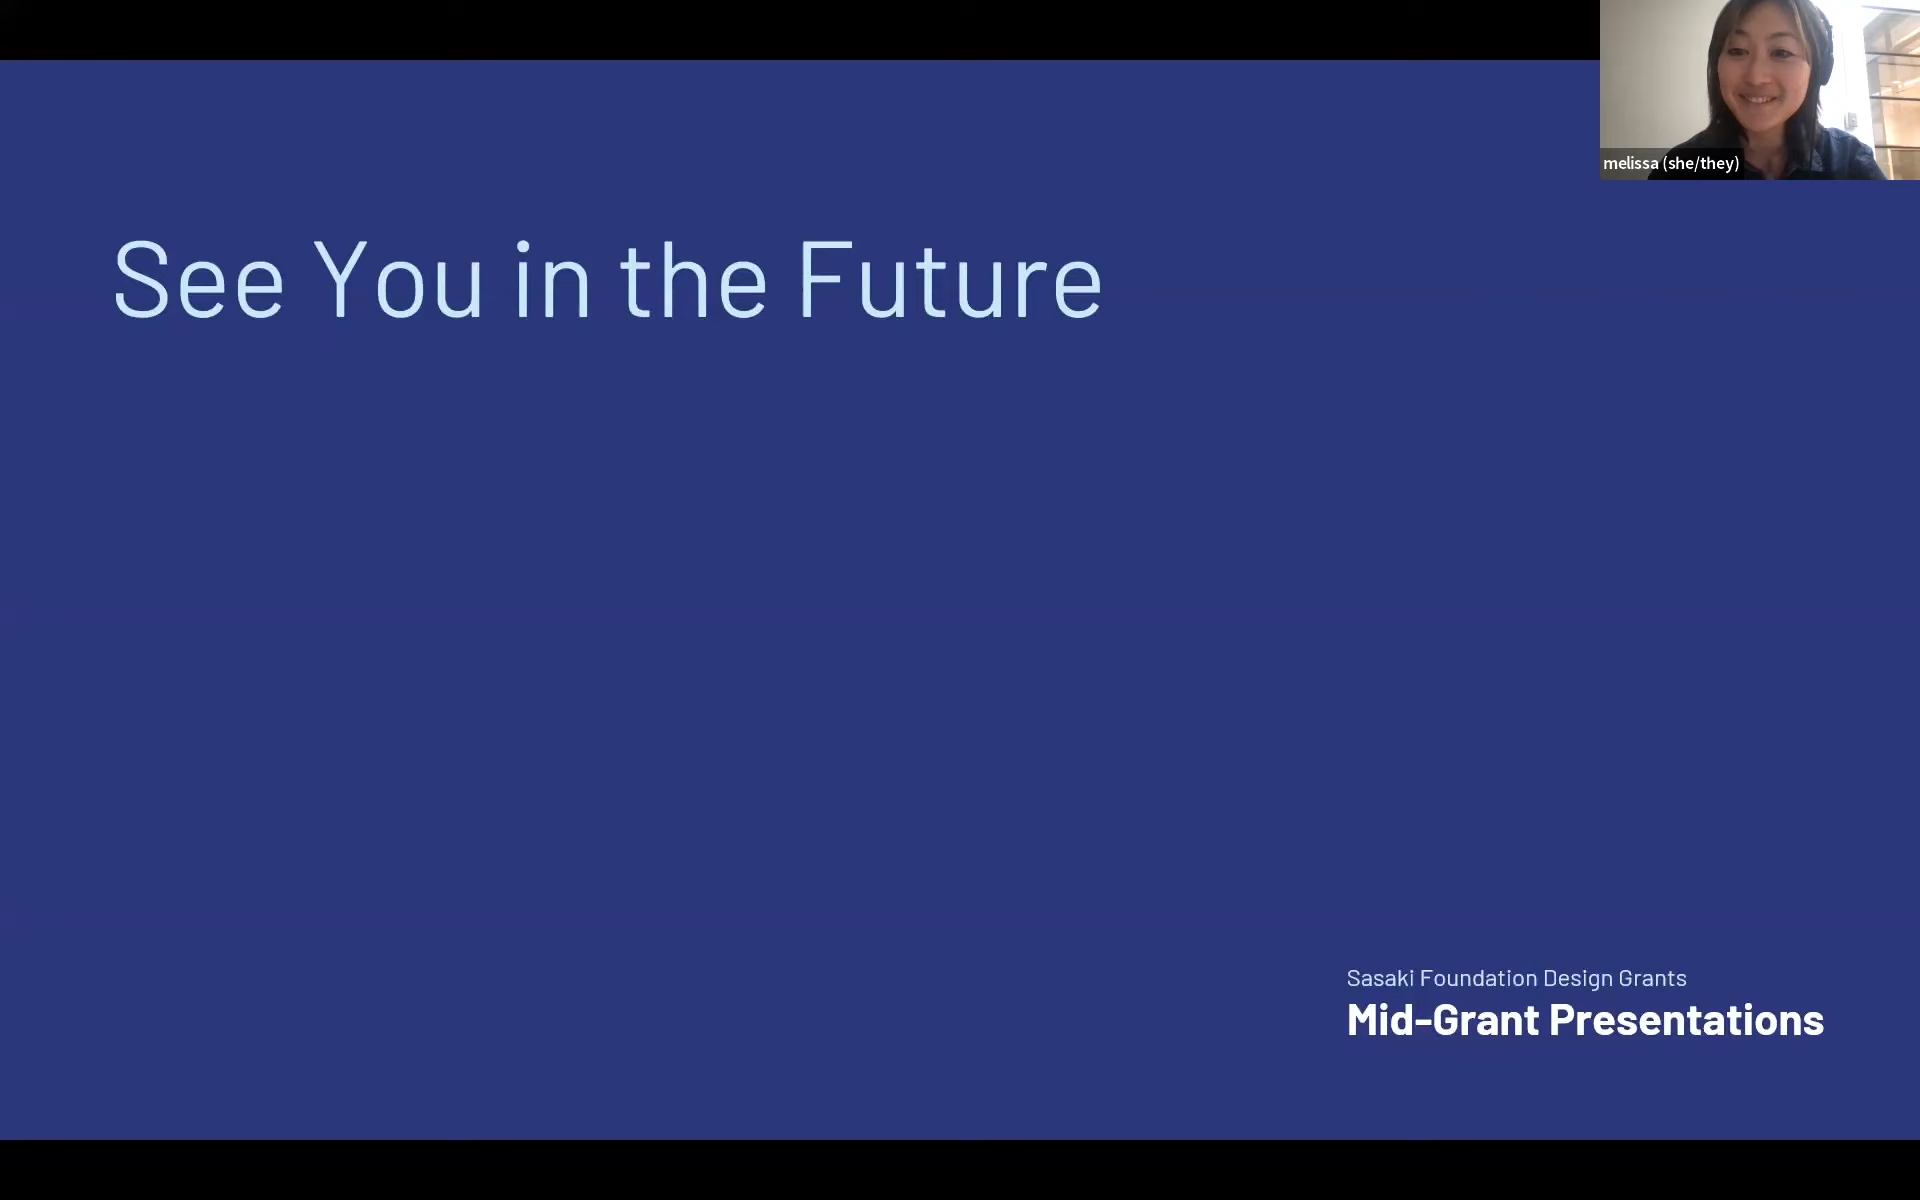 melissa (she/they)
See You in the Future
Sasaki Foundation Design Grants
Mid-Grant Presentations